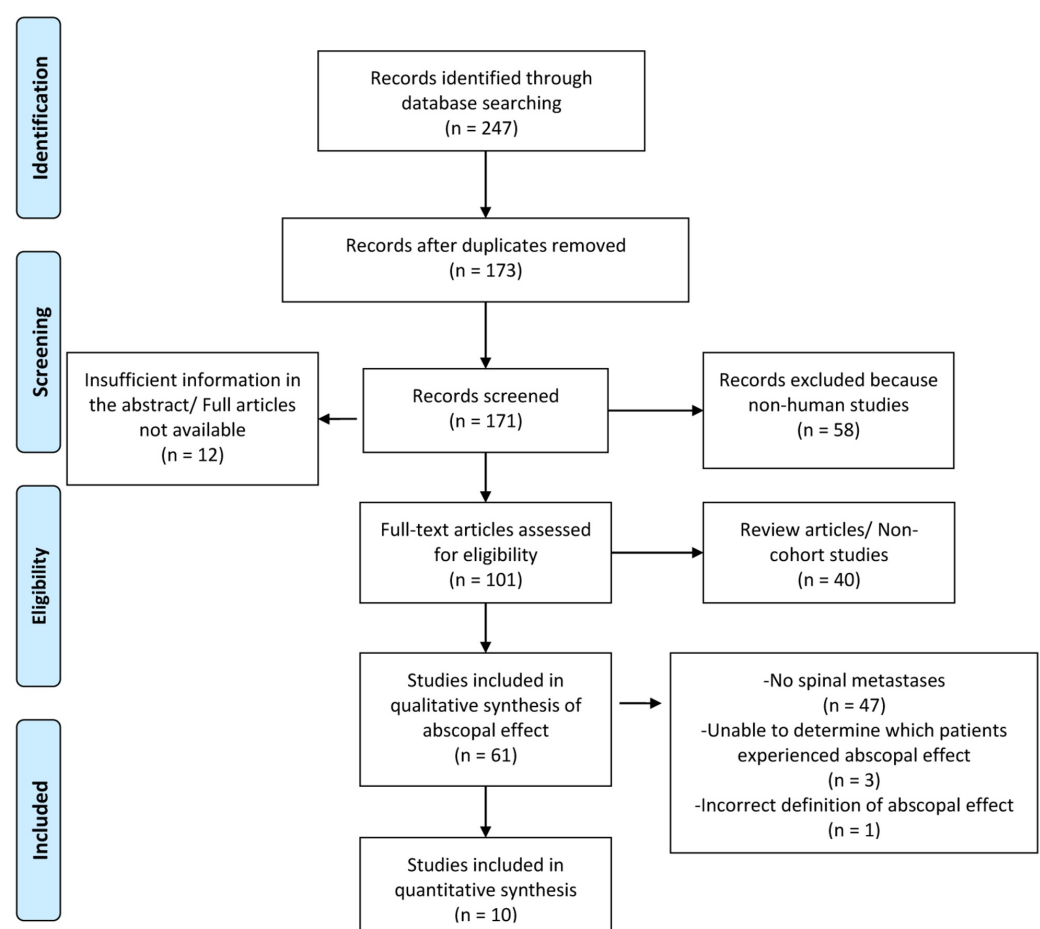 Identification
Records identified through
database searching
(n = 247)
Records after duplicates removed
(n = 173)
Screening
Insufficient information in
the abstract/ Full articles
not available
(n = 12)
Records screened
(n = 171)
Records excluded because
non-human studies
(n = 58)
Eligibility
Full-text articles assessed
for eligibility
(n = 101)
Review articles/ Non-
cohort studies
(n = 40)
Studies included in
qualitative synthesis of
abscopal effect
(n = 61)
-No spinal metastases
(n = 47)
-Unable to determine which patients
experienced abscopal effect
(n = 3)
-Incorrect definition of abscopal effect
(n = 1)
Included
Studies included in
quantitative synthesis
(n = 10)